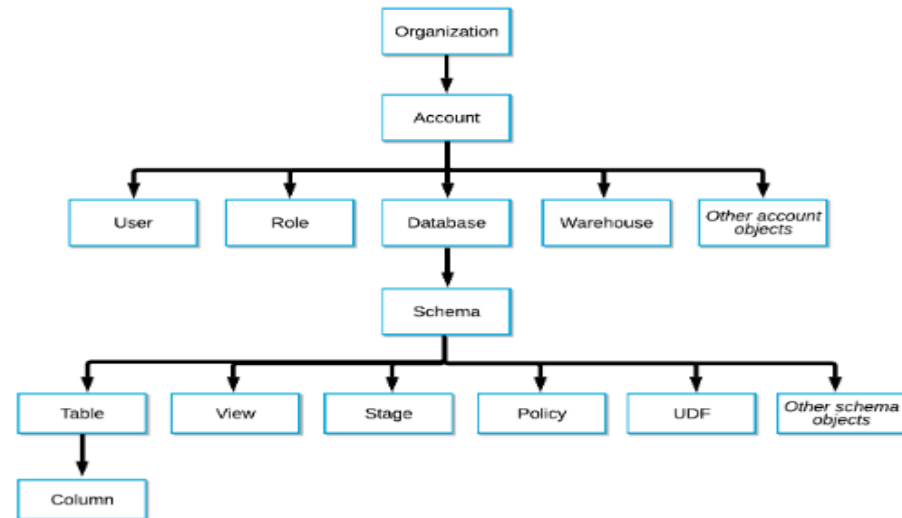 Organization
Account
User
Role
Database
Warehouse
Other account
objects
Schema
Table
View
Stage
Policy
UDF
Other schema
objects
Column